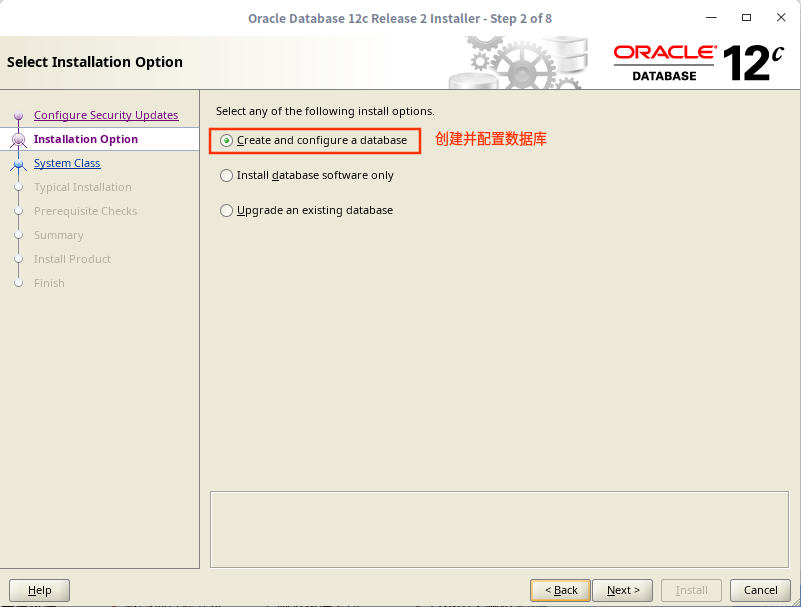 Oracle Database 12c Release 2 Installer - Step 2 of 8
Select Installation Option
ORACLE®
DATABASE
12c
Configure Security Updates
Installation Option
System Class
Typical Installation
Prerequisite Checks
Summary
Install Product
Finish
Select any of the following install options.
Create and configure a database
创建并配置数据库
Install database software only
Upgrade an existing database
Help
< Back
Next >
Install
Cancel